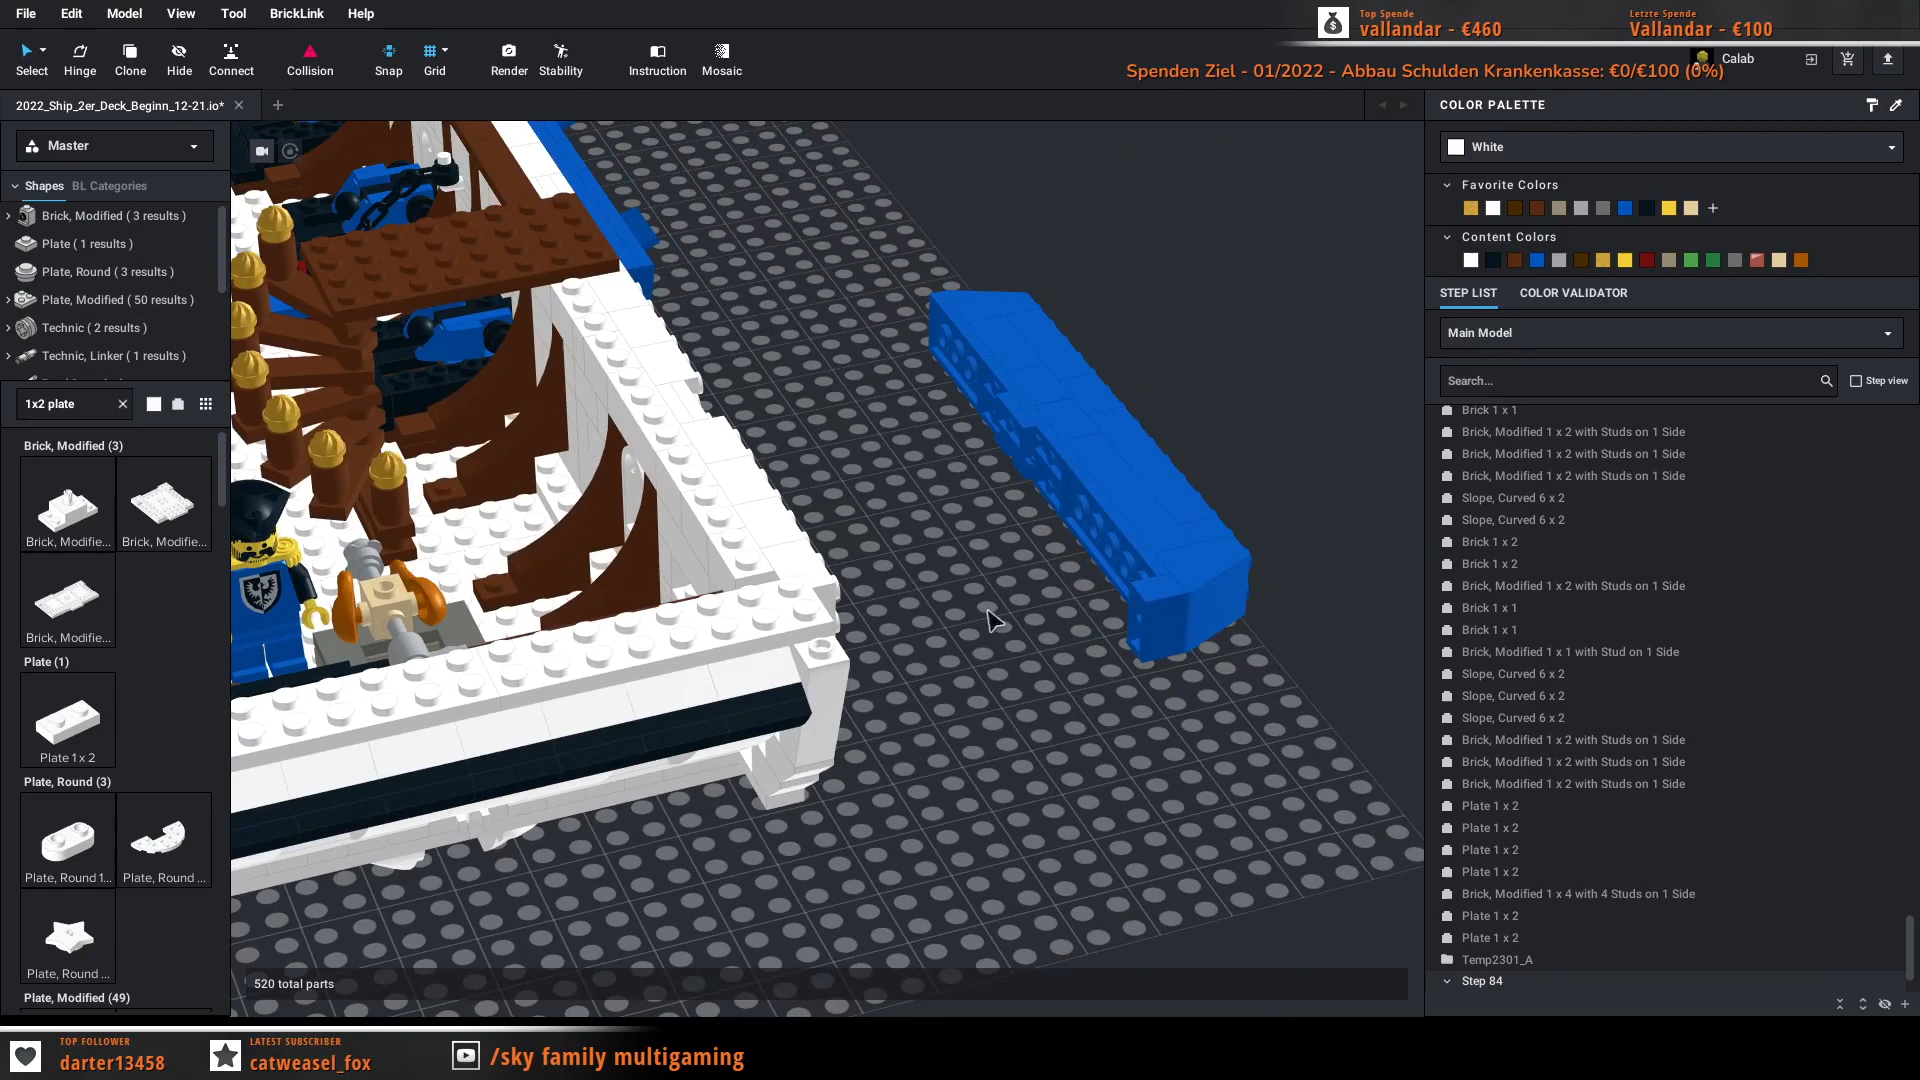 File Edit Model View Tool BrickLink Help
Top Spende
vallandar - €460
Letzte Spende
Vallandar - €100
Select Hinge Clone Hide Connect Collision Snap Grid Render Stability Instruction Mosaic
Calab
Spenden Ziel - 01/2022 - Abbau Schulden Krankenkasse: €0/€100 (0%)
2022_Ship_2er_Deck_Beginn_12-21.io*
Master
Shapes BL Categories
Brick, Modified ( 3 results )
Plate ( 1 results )
Plate, Round ( 3 results )
Plate, Modified ( 50 results )
Technic ( 2 results )
Technic, Linker ( 1 results )
1x2 plate
Brick, Modified (3)
Brick, Modifie... Brick, Modifie...
Brick, Modifie...
Plate (1)
Plate 1 x 2
Plate, Round (3)
Plate, Round 1... Plate, Round ...
Plate, Round ...
Plate, Modified (49)
520 total parts
COLOR PALETTE
White
Favorite Colors
Content Colors
STEP LIST COLOR VALIDATOR
Main Model
Search...
Step view
Brick 1 x 1
Brick, Modified 1 x 2 with Studs on 1 Side
Brick, Modified 1 x 2 with Studs on 1 Side
Brick, Modified 1 x 2 with Studs on 1 Side
Slope, Curved 6 x 2
Slope, Curved 6 x 2
Brick 1 x 2
Brick 1 x 2
Brick, Modified 1 x 2 with Studs on 1 Side
Brick 1 x 1
Brick 1 x 1
Brick, Modified 1 x 1 with Stud on 1 Side
Slope, Curved 6 x 2
Slope, Curved 6 x 2
Slope, Curved 6 x 2
Brick, Modified 1 x 2 with Studs on 1 Side
Brick, Modified 1 x 2 with Studs on 1 Side
Brick, Modified 1 x 2 with Studs on 1 Side
Plate 1 x 2
Plate 1 x 2
Plate 1 x 2
Plate 1 x 2
Brick, Modified 1 x 4 with 4 Studs on 1 Side
Plate 1 x 2
Plate 1 x 2
Temp2301_A
Step 84
TOP FOLLOWER
darter13458
LATEST SUBSCRIBER
catweasel_fox
/sky family multigaming